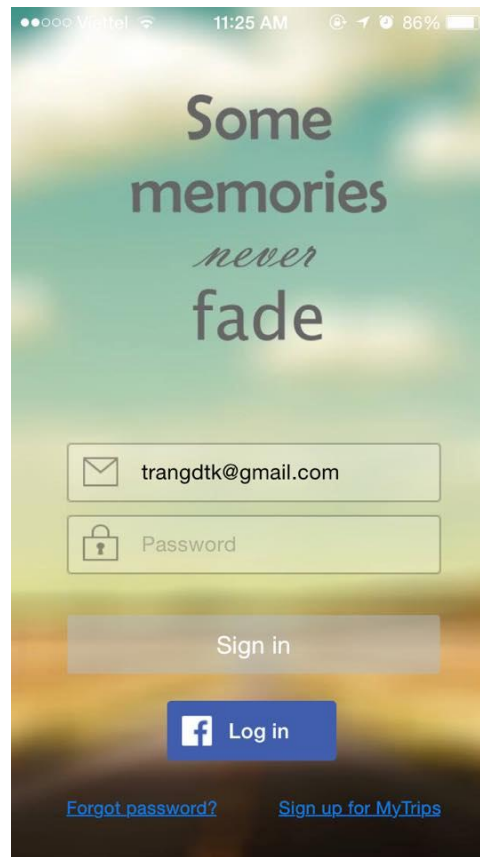 Viettel 11:25 AM 86%
Some
memories
never
fade
trangdtk@gmail.com
Password
Sign in
f Log in
Forgot password? Sign up for MyTrips